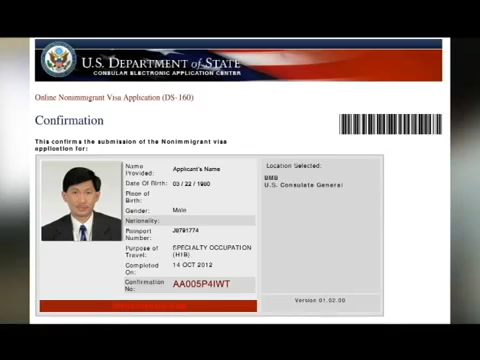 U.S. DEPARTMENT of STATE
CONSULAR ELECTRONIC APPLICATION CENTER
Online Nonimmigrant Visa Application (DS-160)
Confirmation
This confirms the submission of the Nonimmigrant visa
application for:
Name
Provided: Applicant's Name
Date Of Birth: 03 / 22 / 1980
Place of
Birth:
Gender: Male
Nationality:
Passport
Number: J8791774
Purpose of
Travel: SPECIALTY OCCUPATION
(H1B)
Completed
On: 14 OCT 2012
Confirmation
No: AA005P4IWT
Location Selected:
BMB
U.S. Consulate General
Version 01.02.00